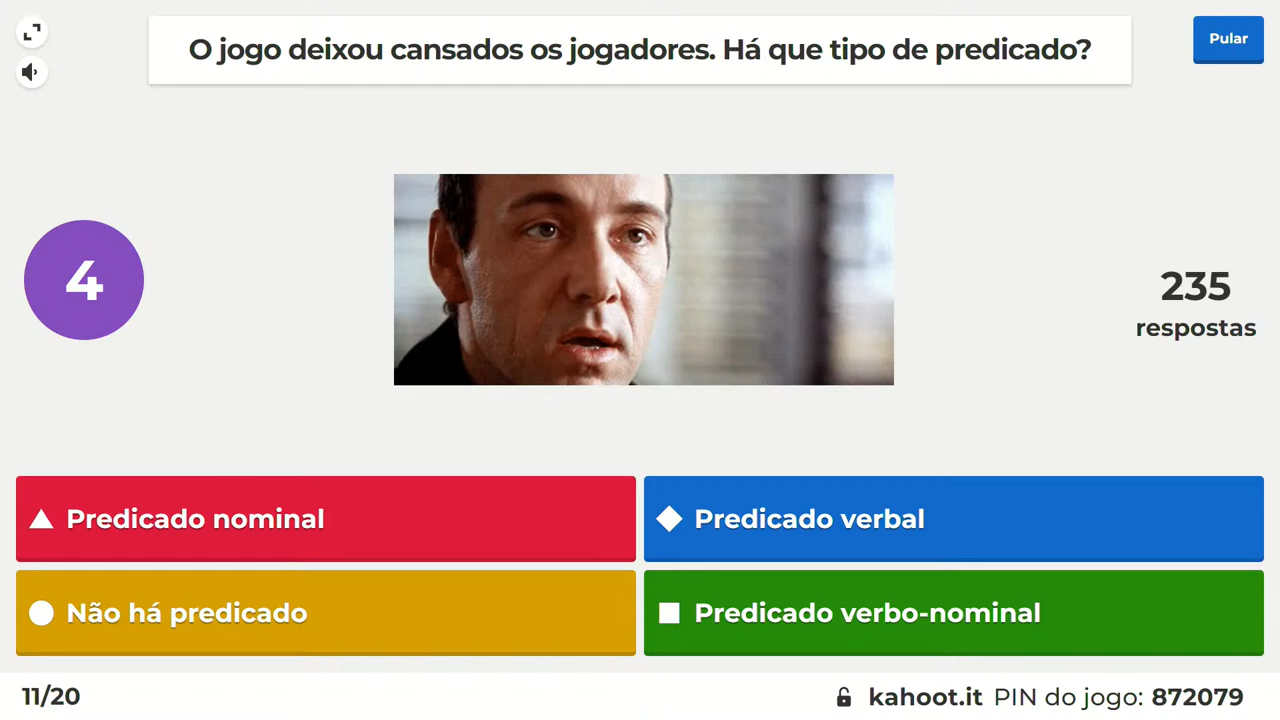 O jogo deixou cansados os jogadores. Há que tipo de predicado?
Pular
4
235
respostas
Predicado nominal
Predicado verbal
Não há predicado
Predicado verbo-nominal
11/20
kahoot.it PIN do jogo: 872079